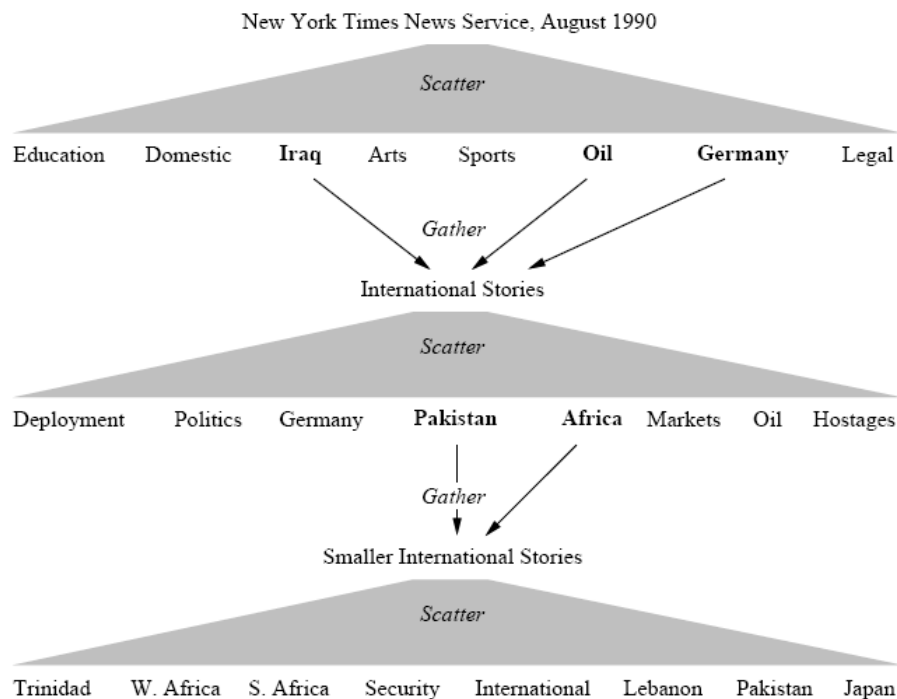 New York Times News Service, August 1990
Scatter
Education Domestic Iraq Arts Sports Oil Germany Legal
Gather
International Stories
Scatter
Deployment Politics Germany Pakistan Africa Markets Oil Hostages
Gather
Smaller International Stories
Scatter
Trinidad W. Africa S. Africa Security International Lebanon Pakistan Japan